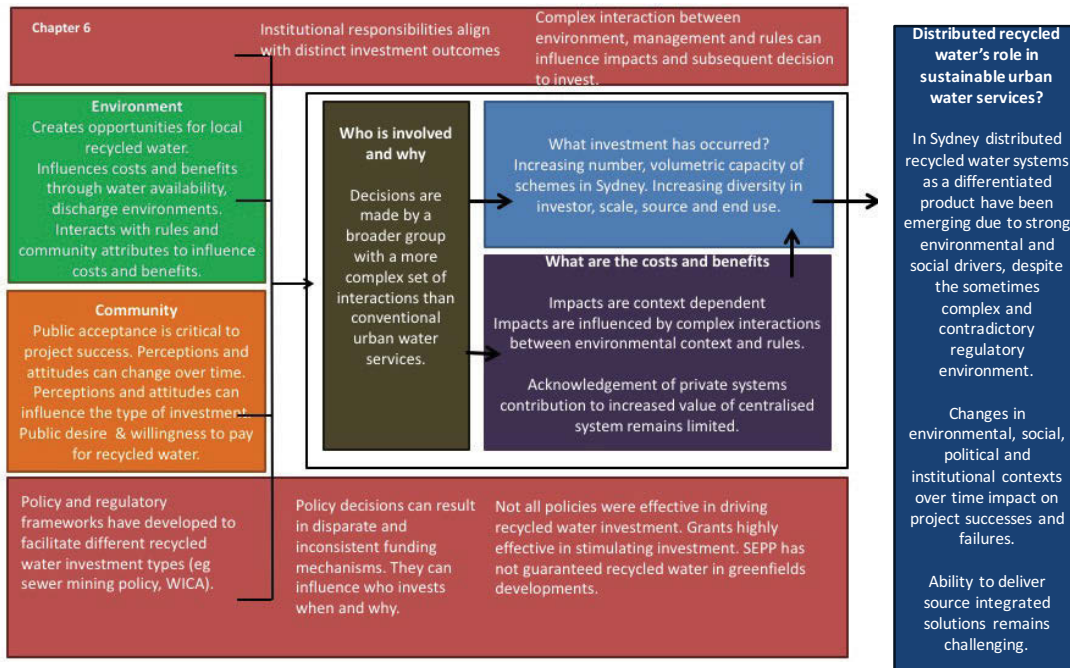 Chapter 6
Institutional responsibilities align
with distinct investment outcomes
Complex interaction between
environment, management and rules can
influence impacts and subsequent decision
to invest.
Environment
Creates opportunities for local
recycled water.
Influences costs and benefits
through water availability,
discharge environments.
Interacts with rules and
community attributes to influence
costs and benefits.
Community
Public acceptance is critical to
project success. Perceptions and
attitudes can change over time.
Perceptions and attitudes can
influence the type of investment.
Public desire & willingness to pay
for recycled water.
Who is involved
and why
Decisions are
made by a
broader group
with a more
complex set of
interactions than
conventional
urban water
services.
What investment has occurred?
Increasing number, volumetric capacity of
schemes in Sydney. Increasing diversity in
investor, scale, source and end use.
What are the costs and benefits
Impacts are context dependent
Impacts are influenced by complex interactions
between environmental context and rules.
Acknowledgement of private systems
contribution to increased value of centralised
system remains limited.
Policy and regulatory
frameworks have developed to
facilitate different recycled
water investment types (eg
sewer mining policy, WICA).
Policy decisions can result
in disparate and
inconsistent funding
mechanisms. They can
influence who invests
when and why.
Not all policies were effective in driving
recycled water investment. Grants highly
effective in stimulating investment. SEPP has
not guaranteed recycled water in greenfields
developments.
Distributed recycled
water's role in
sustainable urban
water services?
In Sydney distributed
recycled water systems
as a differentiated
product have been
emerging due to strong
environmental and
social drivers, despite
the sometimes
complex and
contradictory
regulatory
environment.
Changes in
environmental, social,
political and
institutional contexts
over time impact on
project successes and
failures.
Ability to deliver
source integrated
solutions remains
challenging.